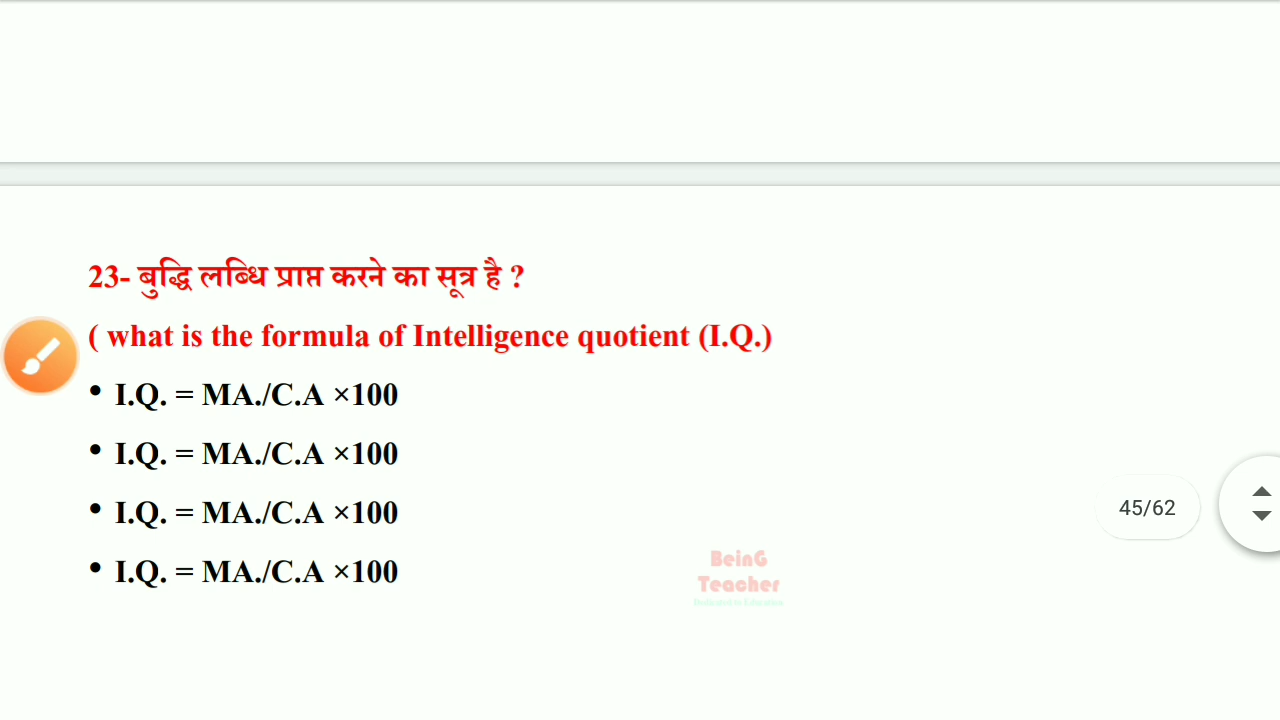 23- बुद्धि लब्धि प्राप्त करने का सूत्र है ?
( what is the formula of Intelligence quotient (I.Q.)
• I.Q. = MA./C.A ×100
• I.Q. = MA./C.A ×100
• I.Q. = MA./C.A ×100
• I.Q. = MA./C.A ×100
45/62
BeinG
Teacher